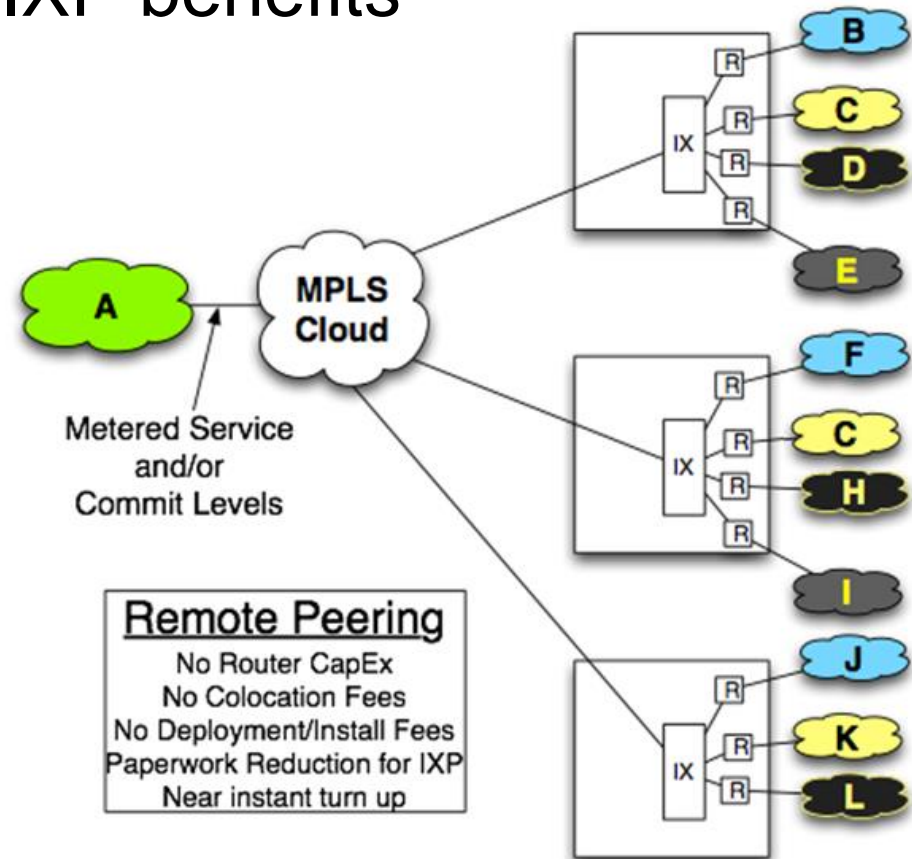 IXP benefits
B
R
C
R
IX
D
R
R
E
MPLS
Cloud
A
F
R
Metered Service
and/or
Commit Levels
C
R
IX
H
R
R
I
Remote Peering
No Router CapEx
No Colocation Fees
No Deployment/Install Fees
Paperwork Reduction for IXP
Near instant turn up
J
R
K
R
IX
L
R